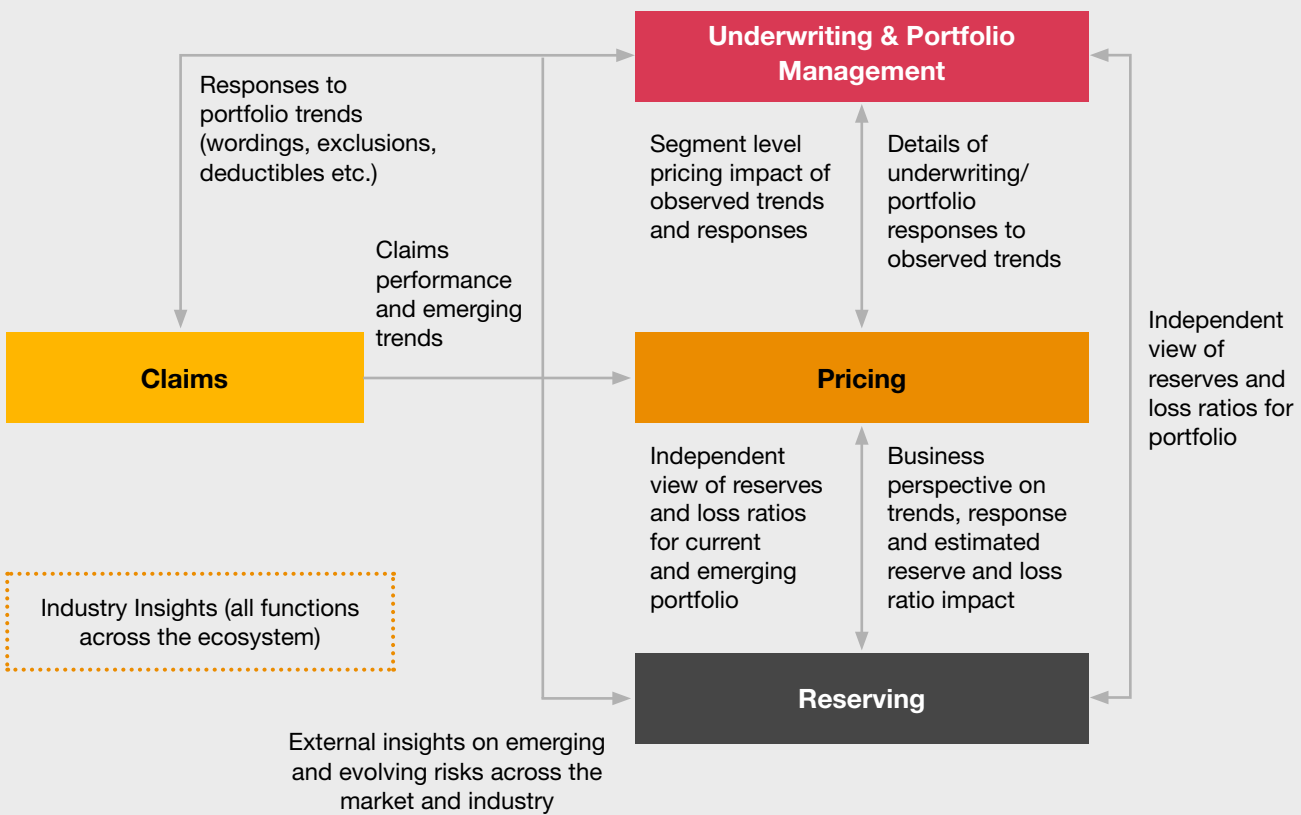 Underwriting & Portfolio
Management
Responses to
portfolio trends
(wordings, exclusions,
deductibles etc.)
Segment level
pricing impact of
observed trends
and responses
Details of
underwriting/
portfolio
responses to
observed trends
Claims
performance
and emerging
trends
Independent
view of
reserves and
loss ratios for
portfolio
Claims
Pricing
Independent
view of reserves
and loss ratios
for current
and emerging
portfolio
Business
perspective on
trends, response
and estimated
reserve and loss
ratio impact
Industry Insights (all functions
across the ecosystem)
Reserving
External insights on emerging
and evolving risks across the
market and industry